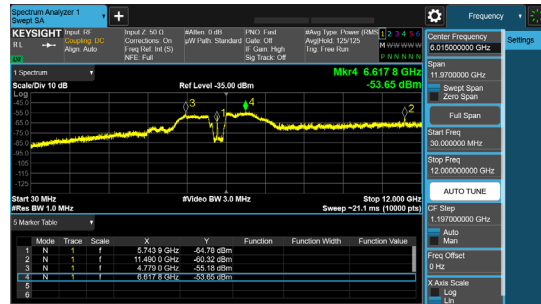 Spectrum Analyzer 1
Swept SA
+
Frequency
KEYSIGHT
RL
Input: RF
Coupling: DC
Align: Auto
Input Z: 50 Ω
Corrections: On
Freq Ref: Int (S)
NFE: Full
#Atten: 0 dB
µW Path: Standard
PNO: Fast
Gate: Off
IF Gain: High
Sig Track: Off
#Avg Type: Power (RMS
Avg|Hold: 125/125
Trig: Free Run
1 2 3 4 5 6
M W W W W W
P N N N N N
1 Spectrum
Scale/Div 10 dB
Log
Ref Level -35.00 dBm
Mkr4 6.617 8 GHz
-53.65 dBm
-45.0
-55.0
-65.0
-75.0
-85.0
-95.0
-105
-115
-125
3
1
4
2
Start 30 MHz
#Res BW 1.0 MHz
#Video BW 3.0 MHz
Stop 12.000 GHz
Sweep ~21.1 ms (10000 pts)
5 Marker Table
Mode Trace Scale X Y Function Function Width Function Value
1 N 1 f 5.743 9 GHz -64.78 dBm
2 N 1 f 11.490 0 GHz -60.32 dBm
3 N 1 f 4.779 0 GHz -55.18 dBm
4 N 1 f 6.617 8 GHz -53.65 dBm
5
6
Center Frequency
6.015000000 GHz
Settings
Span
11.9700000 GHz
Swept Span
Zero Span
Full Span
Start Freq
30.000000 MHz
Stop Freq
12.000000000 GHz
AUTO TUNE
CF Step
1.197000000 GHz
Auto
Man
Freq Offset
0 Hz
X Axis Scale
Log
Lin